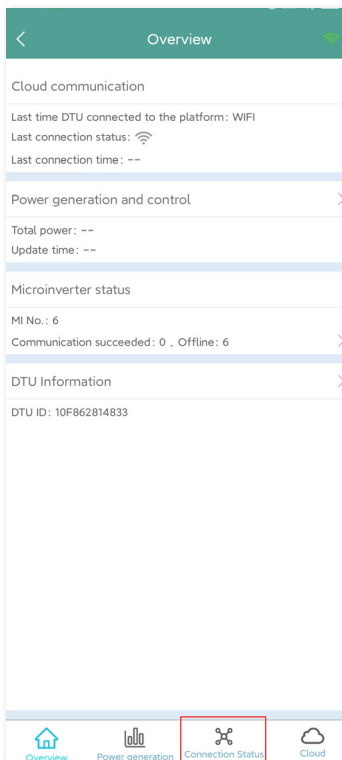 Overview
Cloud communication
Last time DTU connected to the platform: WIFI
Last connection status:
Last connection time: --
Power generation and control
Total power: --
Update time: --
Microinverter status
MI No.: 6
Communication succeeded: 0 , Offline: 6
DTU Information
DTU ID: 10F862814833
Overview
Power generation
Connection Status
Cloud